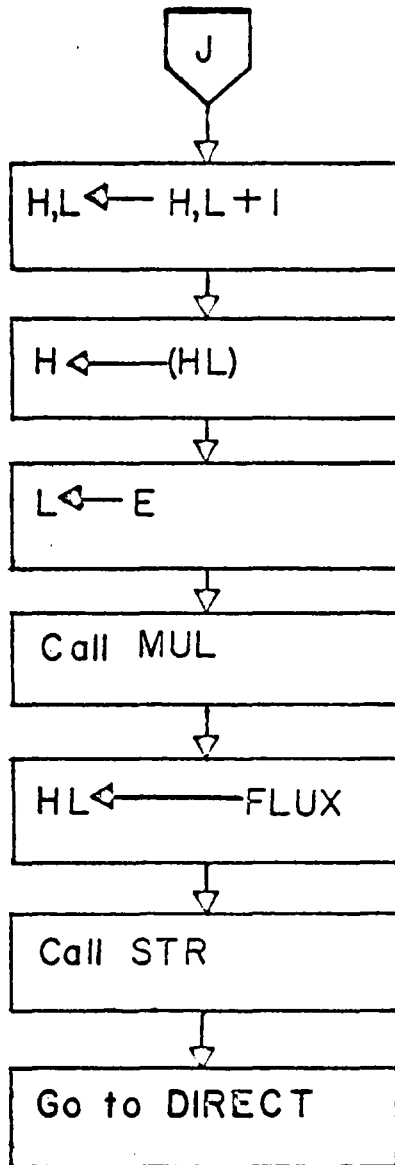 J
H,L ← H,L + 1
H ← (HL)
L ← E
Call MUL
HL ← FLUX
Call STR
Go to DIRECT